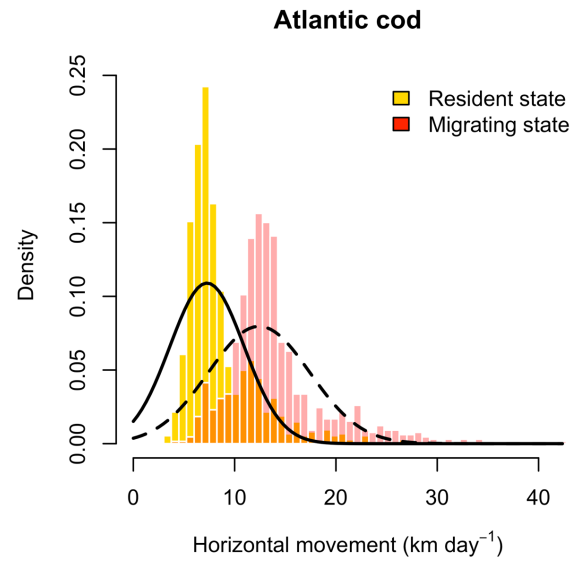 Atlantic cod
Resident state
Migrating state
Density
0.25
0.20
0.15
0.10
0.05
0.00
0 10 20 30 40
Horizontal movement (km day⁻¹)